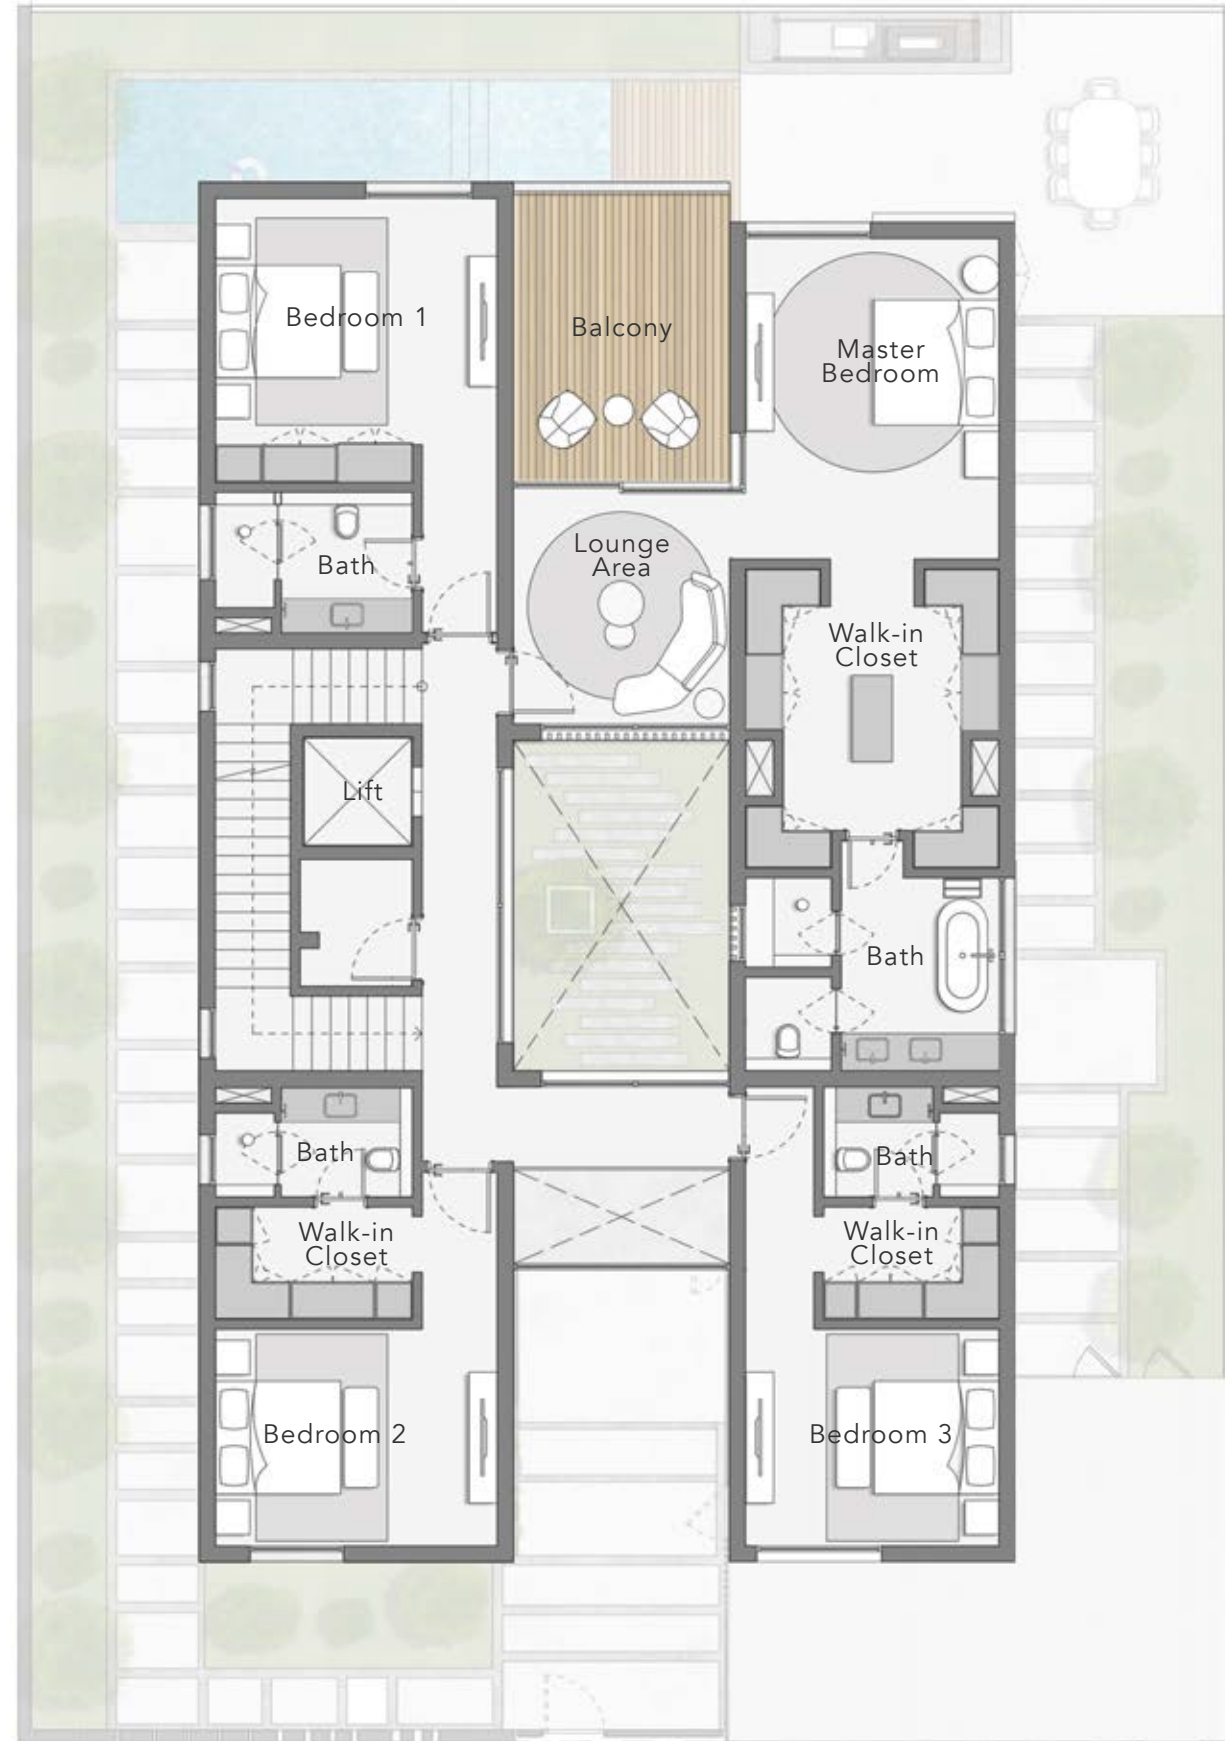 Bedroom 1
Balcony
Master
Bedroom
Lounge
Area
Bath
Walk-in
Closet
Lift
Bath
Bath
Bath
Walk-in
Closet
Walk-in
Closet
Bedroom 2
Bedroom 3